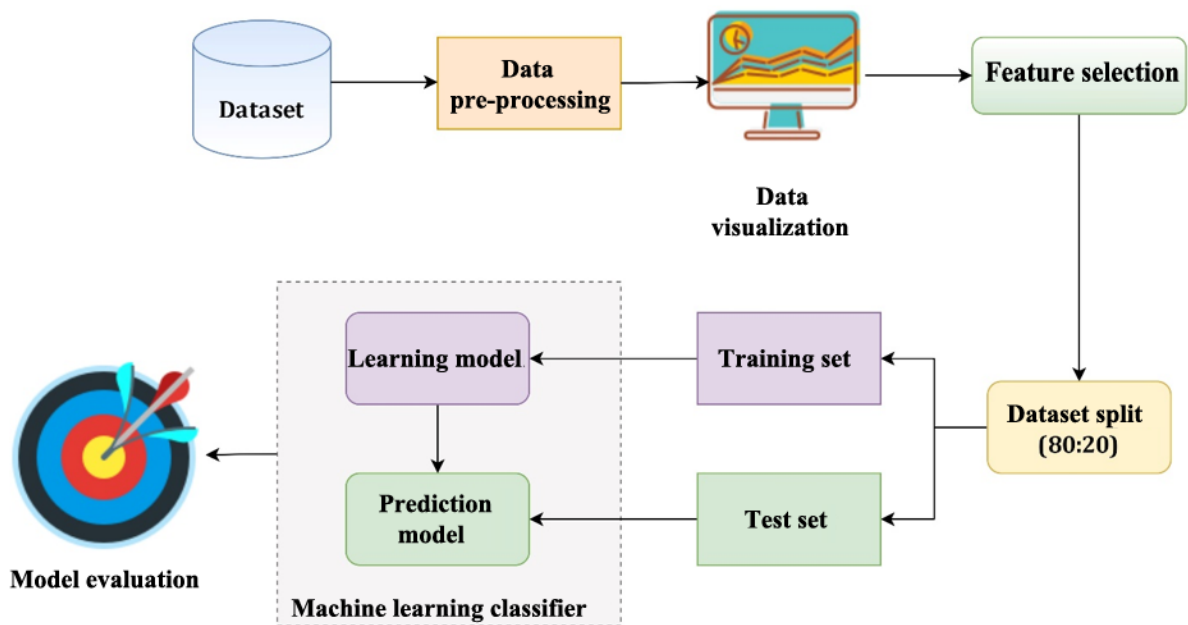 Dataset
Data
pre-processing
Data
visualization
Feature selection
Dataset split
(80:20)
Training set
Test set
Learning model
Prediction
model
Machine learning classifier
Model evaluation